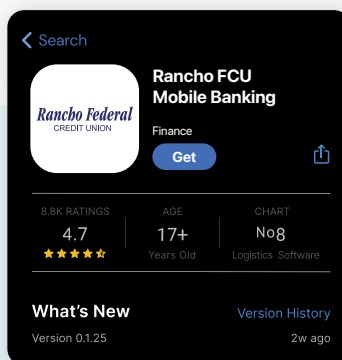 Search
Rancho FCU
Mobile Banking
Rancho Federal
CREDIT UNION
Finance
Get
8.8K RATINGS
AGE
CHART
4.7
17+
No8
Years Old
Logistics Software
What's New
Version History
Version 0.1.25
2w ago